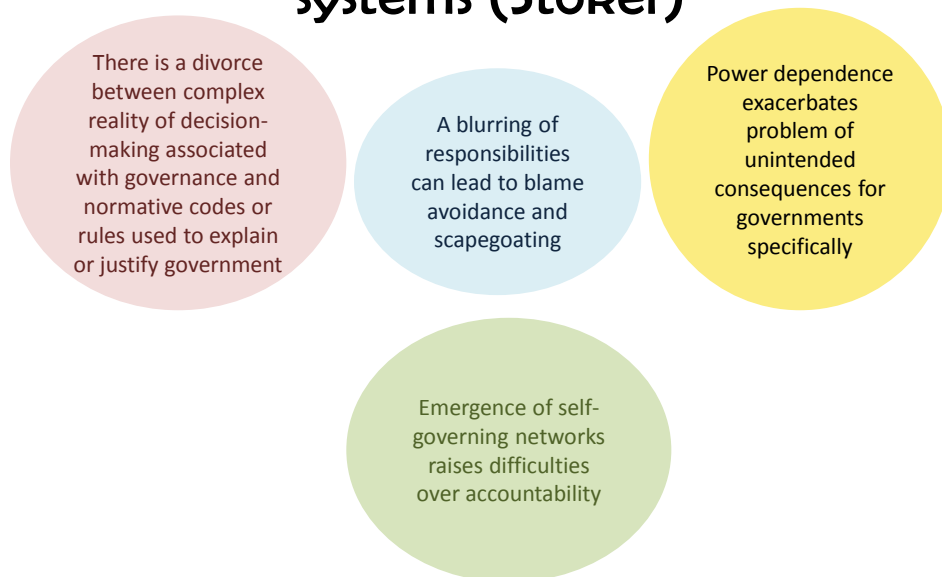 systems (Stoker)
There is a divorce
between complex
reality of decision-
making associated
with governance and
normative codes or
rules used to explain
or justify government
A blurring of
responsibilities
can lead to blame
avoidance and
scapegoating
Power dependence
exacerbates
problem of
unintended
consequences for
governments
specifically
Emergence of self-
governing networks
raises difficulties
over accountability